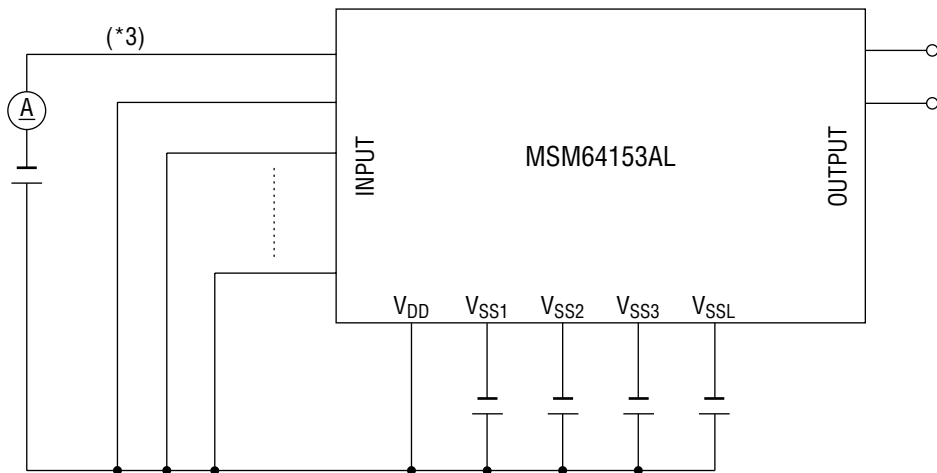 (*3)
A
INPUT
MSM64153AL
OUTPUT
VDD VSS1 VSS2 VSS3 VSSL